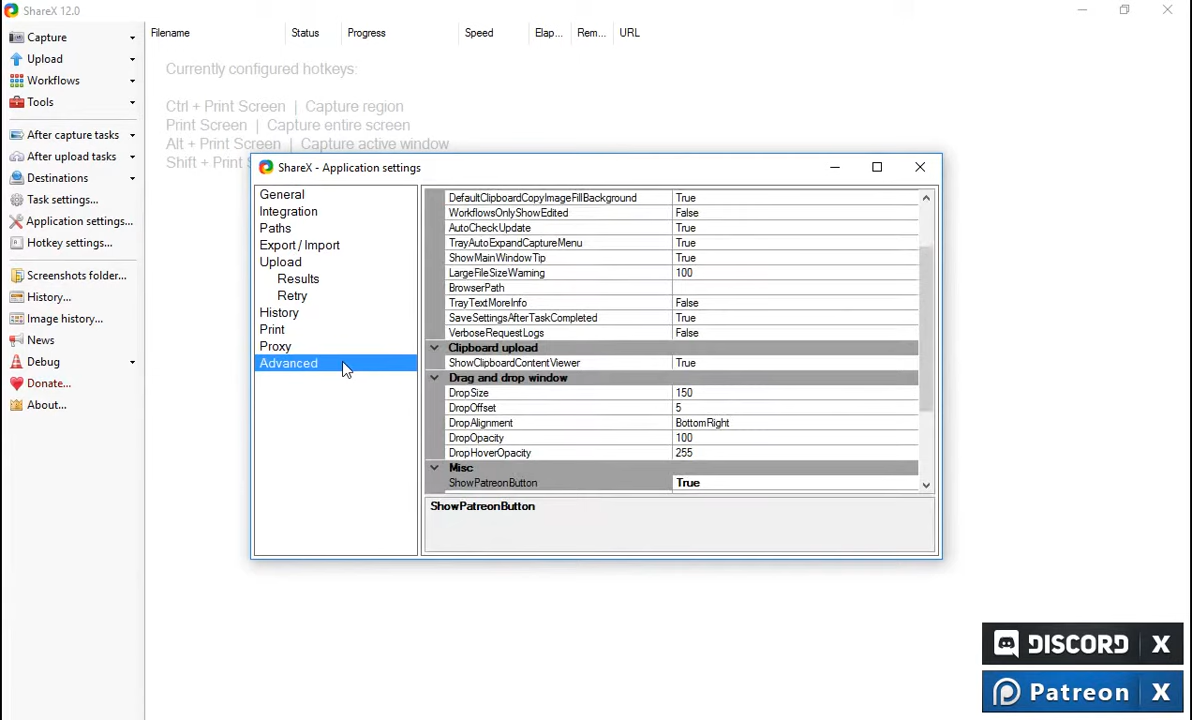 ShareX 12.0
Capture
Upload
Workflows
Tools
After capture tasks
After upload tasks
Destinations
Task settings...
Application settings...
Hotkey settings...
Screenshots folder...
History...
Image history...
News
Debug
Donate...
About...
Filename Status Progress Speed Elap... Rem... URL
Currently configured hotkeys:
Ctrl + Print Screen | Capture region
Print Screen | Capture entire screen
Alt + Print Screen | Capture active window
Shift + Print
ShareX - Application settings
General
Integration
Paths
Export / Import
Upload
Results
Retry
History
Print
Proxy
Advanced
DefaultClipboardCopyImageFillBackground True
WorkflowsOnlyShowEdited False
AutoCheckUpdate True
TrayAutoExpandCaptureMenu True
ShowMainWindowTip True
LargeFileSizeWarning 100
BrowserPath
TrayTextMoreInfo False
SaveSettingsAfterTaskCompleted True
VerboseRequestLogs False
Clipboard upload
ShowClipboardContentViewer True
Drag and drop window
DropSize 150
DropOffset 5
DropAlignment BottomRight
DropOpacity 100
DropHoverOpacity 255
Misc
ShowPatreonButton True
ShowPatreonButton
DISCORD X
Patreon X